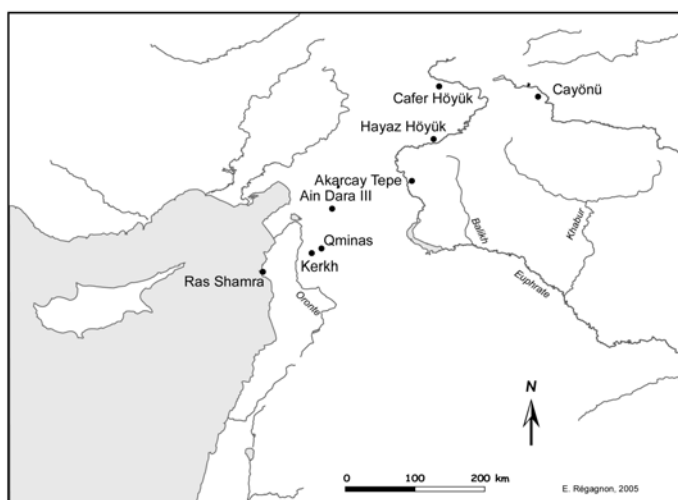 Cafer Höyük
Cayönü
Hayaz Höyük
Akarcay Tepe
Ain Dara III
Qminas
Kerkh
Ras Shamra
Oronte
Balikh
Khabur
Euphrate
N
0 100 200 km
E. Régagnon, 2005